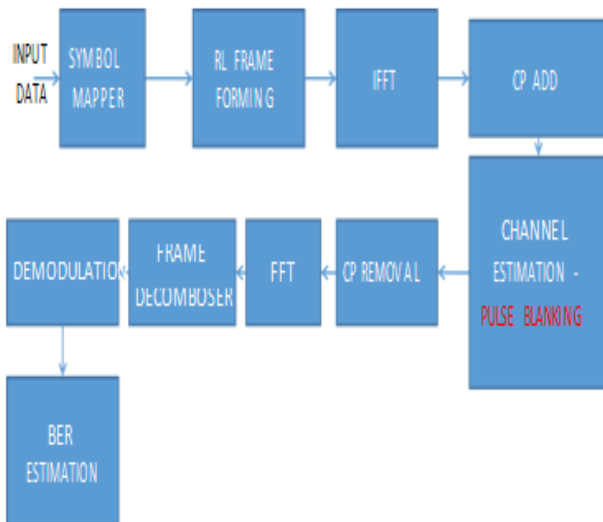 INPUT
DATA
SYMBOL
MAPPER
RL FRAME
FORMING
IFFT
CP ADD
CHANNEL
ESTIMATION -
PULSE BLANKING
CP REMOVAL
FFT
FRAME
DECOMBOSER
DEMODULATION
BER
ESTIMATION